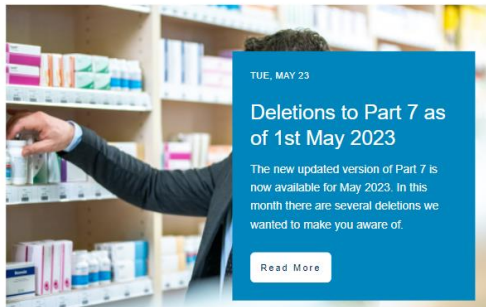 TUE, MAY 23
Deletions to Part 7 as
of 1st May 2023
The new updated version of Part 7 is
now available for May 2023. In this
month there are several deletions we
wanted to make you aware of.
Read More